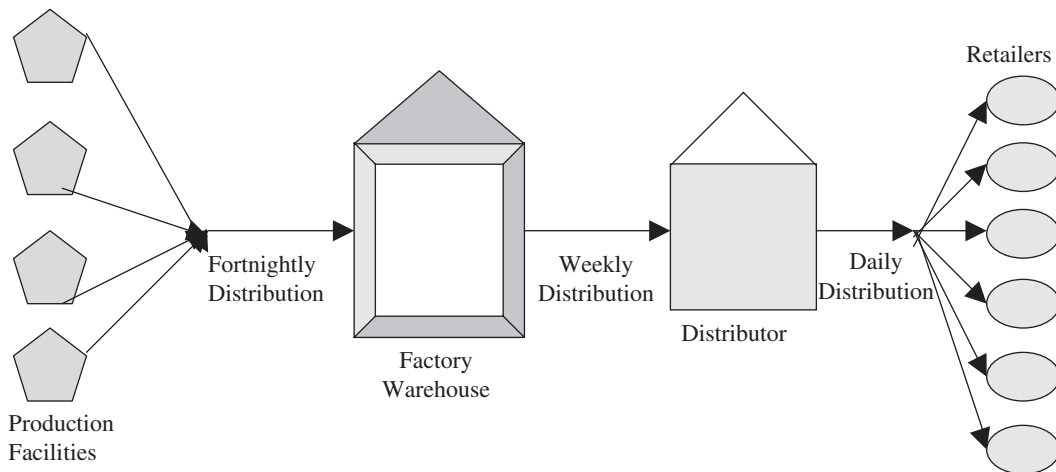 Retailers
Fortnightly
Distribution
Weekly
Distribution
Daily
Distribution
Distributor
Factory
Warehouse
Production
Facilities